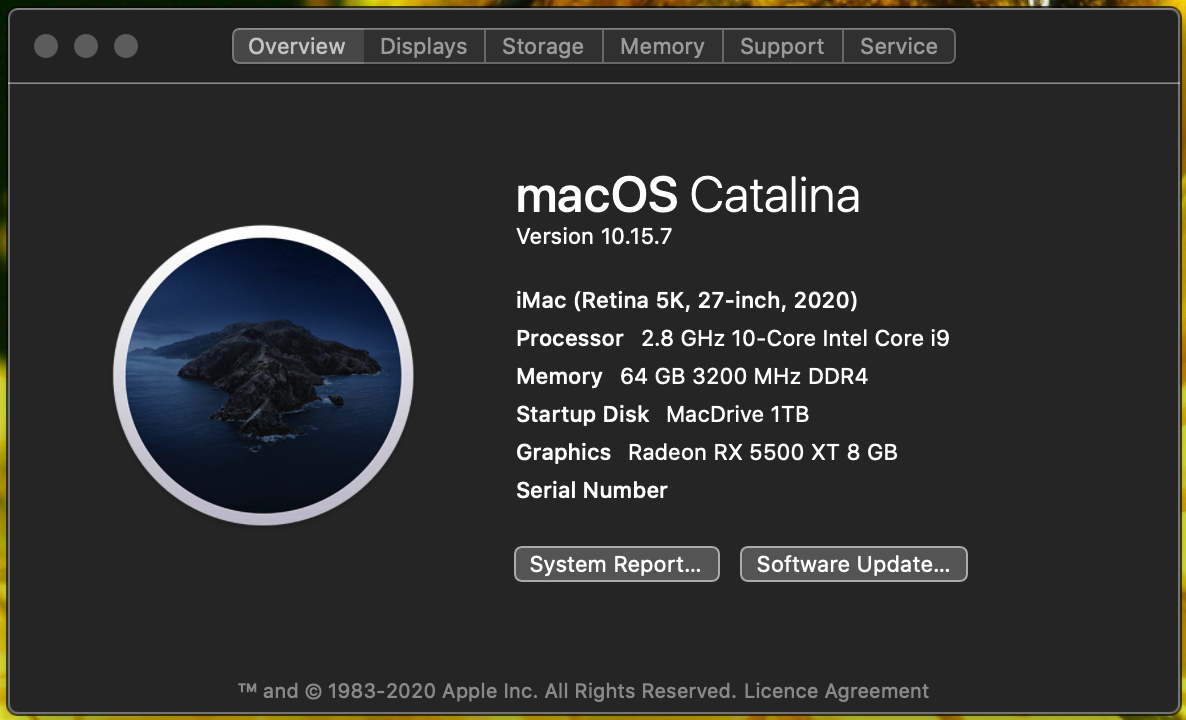 Overview Displays Storage Memory Support Service
macOS Catalina
Version 10.15.7
iMac (Retina 5K, 27-inch, 2020)
Processor 2.8 GHz 10-Core Intel Core i9
Memory 64 GB 3200 MHz DDR4
Startup Disk MacDrive 1TB
Graphics Radeon RX 5500 XT 8 GB
Serial Number
System Report... Software Update...
™ and © 1983-2020 Apple Inc. All Rights Reserved. Licence Agreement